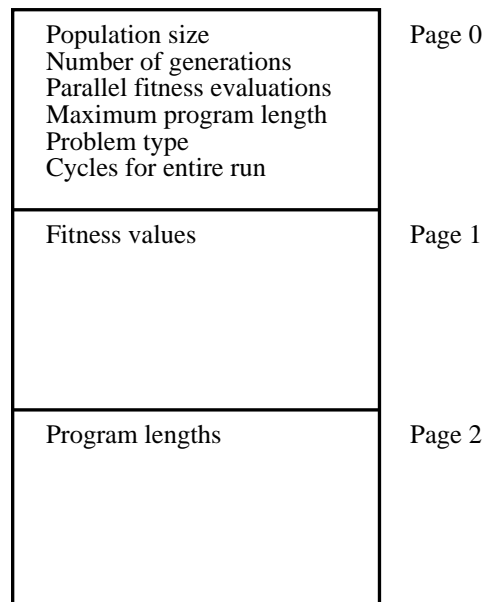 Population size
Page 0
Number of generations
Parallel fitness evaluations
Maximum program length
Problem type
Cycles for entire run
Fitness values
Page 1
Program lengths
Page 2